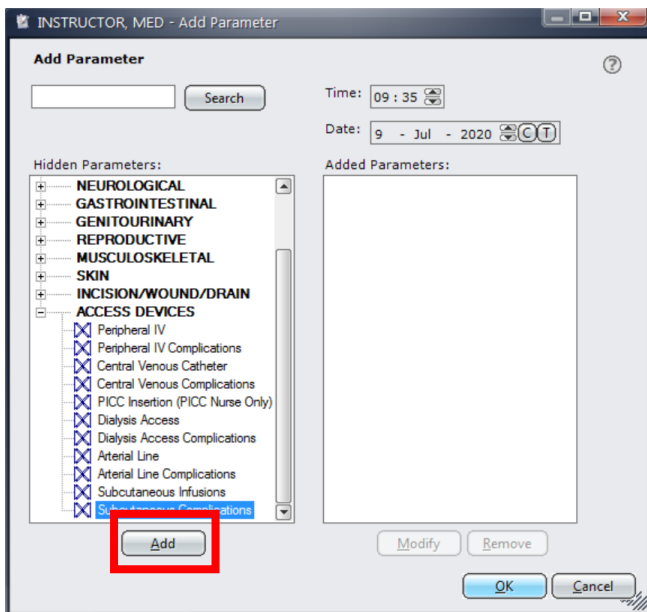 INSTRUCTOR, MED - Add Parameter
Add Parameter
?
Search
Time: 09 : 35
Date: 9 - Jul - 2020 C T
Hidden Parameters:
Added Parameters:
NEUROLOGICAL
GASTROINTESTINAL
GENITOURINARY
REPRODUCTIVE
MUSCULOSKELETAL
SKIN
INCISION/WOUND/DRAIN
ACCESS DEVICES
Peripheral IV
Peripheral IV Complications
Central Venous Catheter
Central Venous Complications
PICC Insertion (PICC Nurse Only)
Dialysis Access
Dialysis Access Complications
Arterial Line
Arterial Line Complications
Subcutaneous Infusions
Subcutaneous Complications
Add
Modify
Remove
OK
Cancel